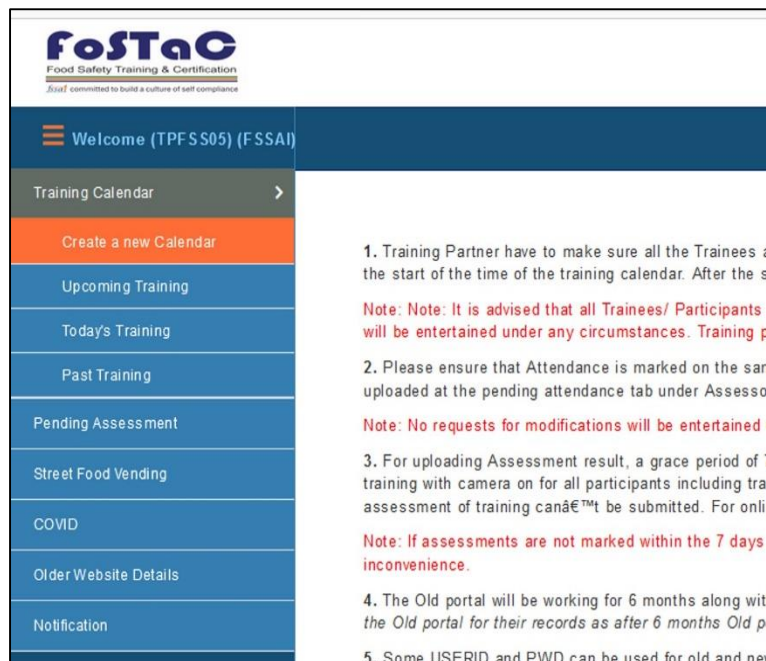 FoSTaC
Food Safety Training & Certification
fssai committed to build a culture of self compliance
Welcome (TPFSS05) (FSSAI)
Training Calendar
Create a new Calendar
Upcoming Training
Today's Training
Past Training
Pending Assessment
Street Food Vending
COVID
Older Website Details
Notification
1. Training Partner have to make sure all the Trainees
the start of the time of the training calendar. After the
Note: Note: It is advised that all Trainees/ Participants
will be entertained under any circumstances. Training
2. Please ensure that Attendance is marked on the
uploaded at the pending attendance tab under
Note: No requests for modifications will be entertained
3. For uploading Assessment result, a grace period of
training with camera on for all participants including
assessment of training canâ€™t be submitted. For
Note: If assessments are not marked within the 7 days
inconvenience.
4. The Old portal will be working for 6 months along
the Old portal for their records as after 6 months Old
5. Some USERID and PWD can be used for old and